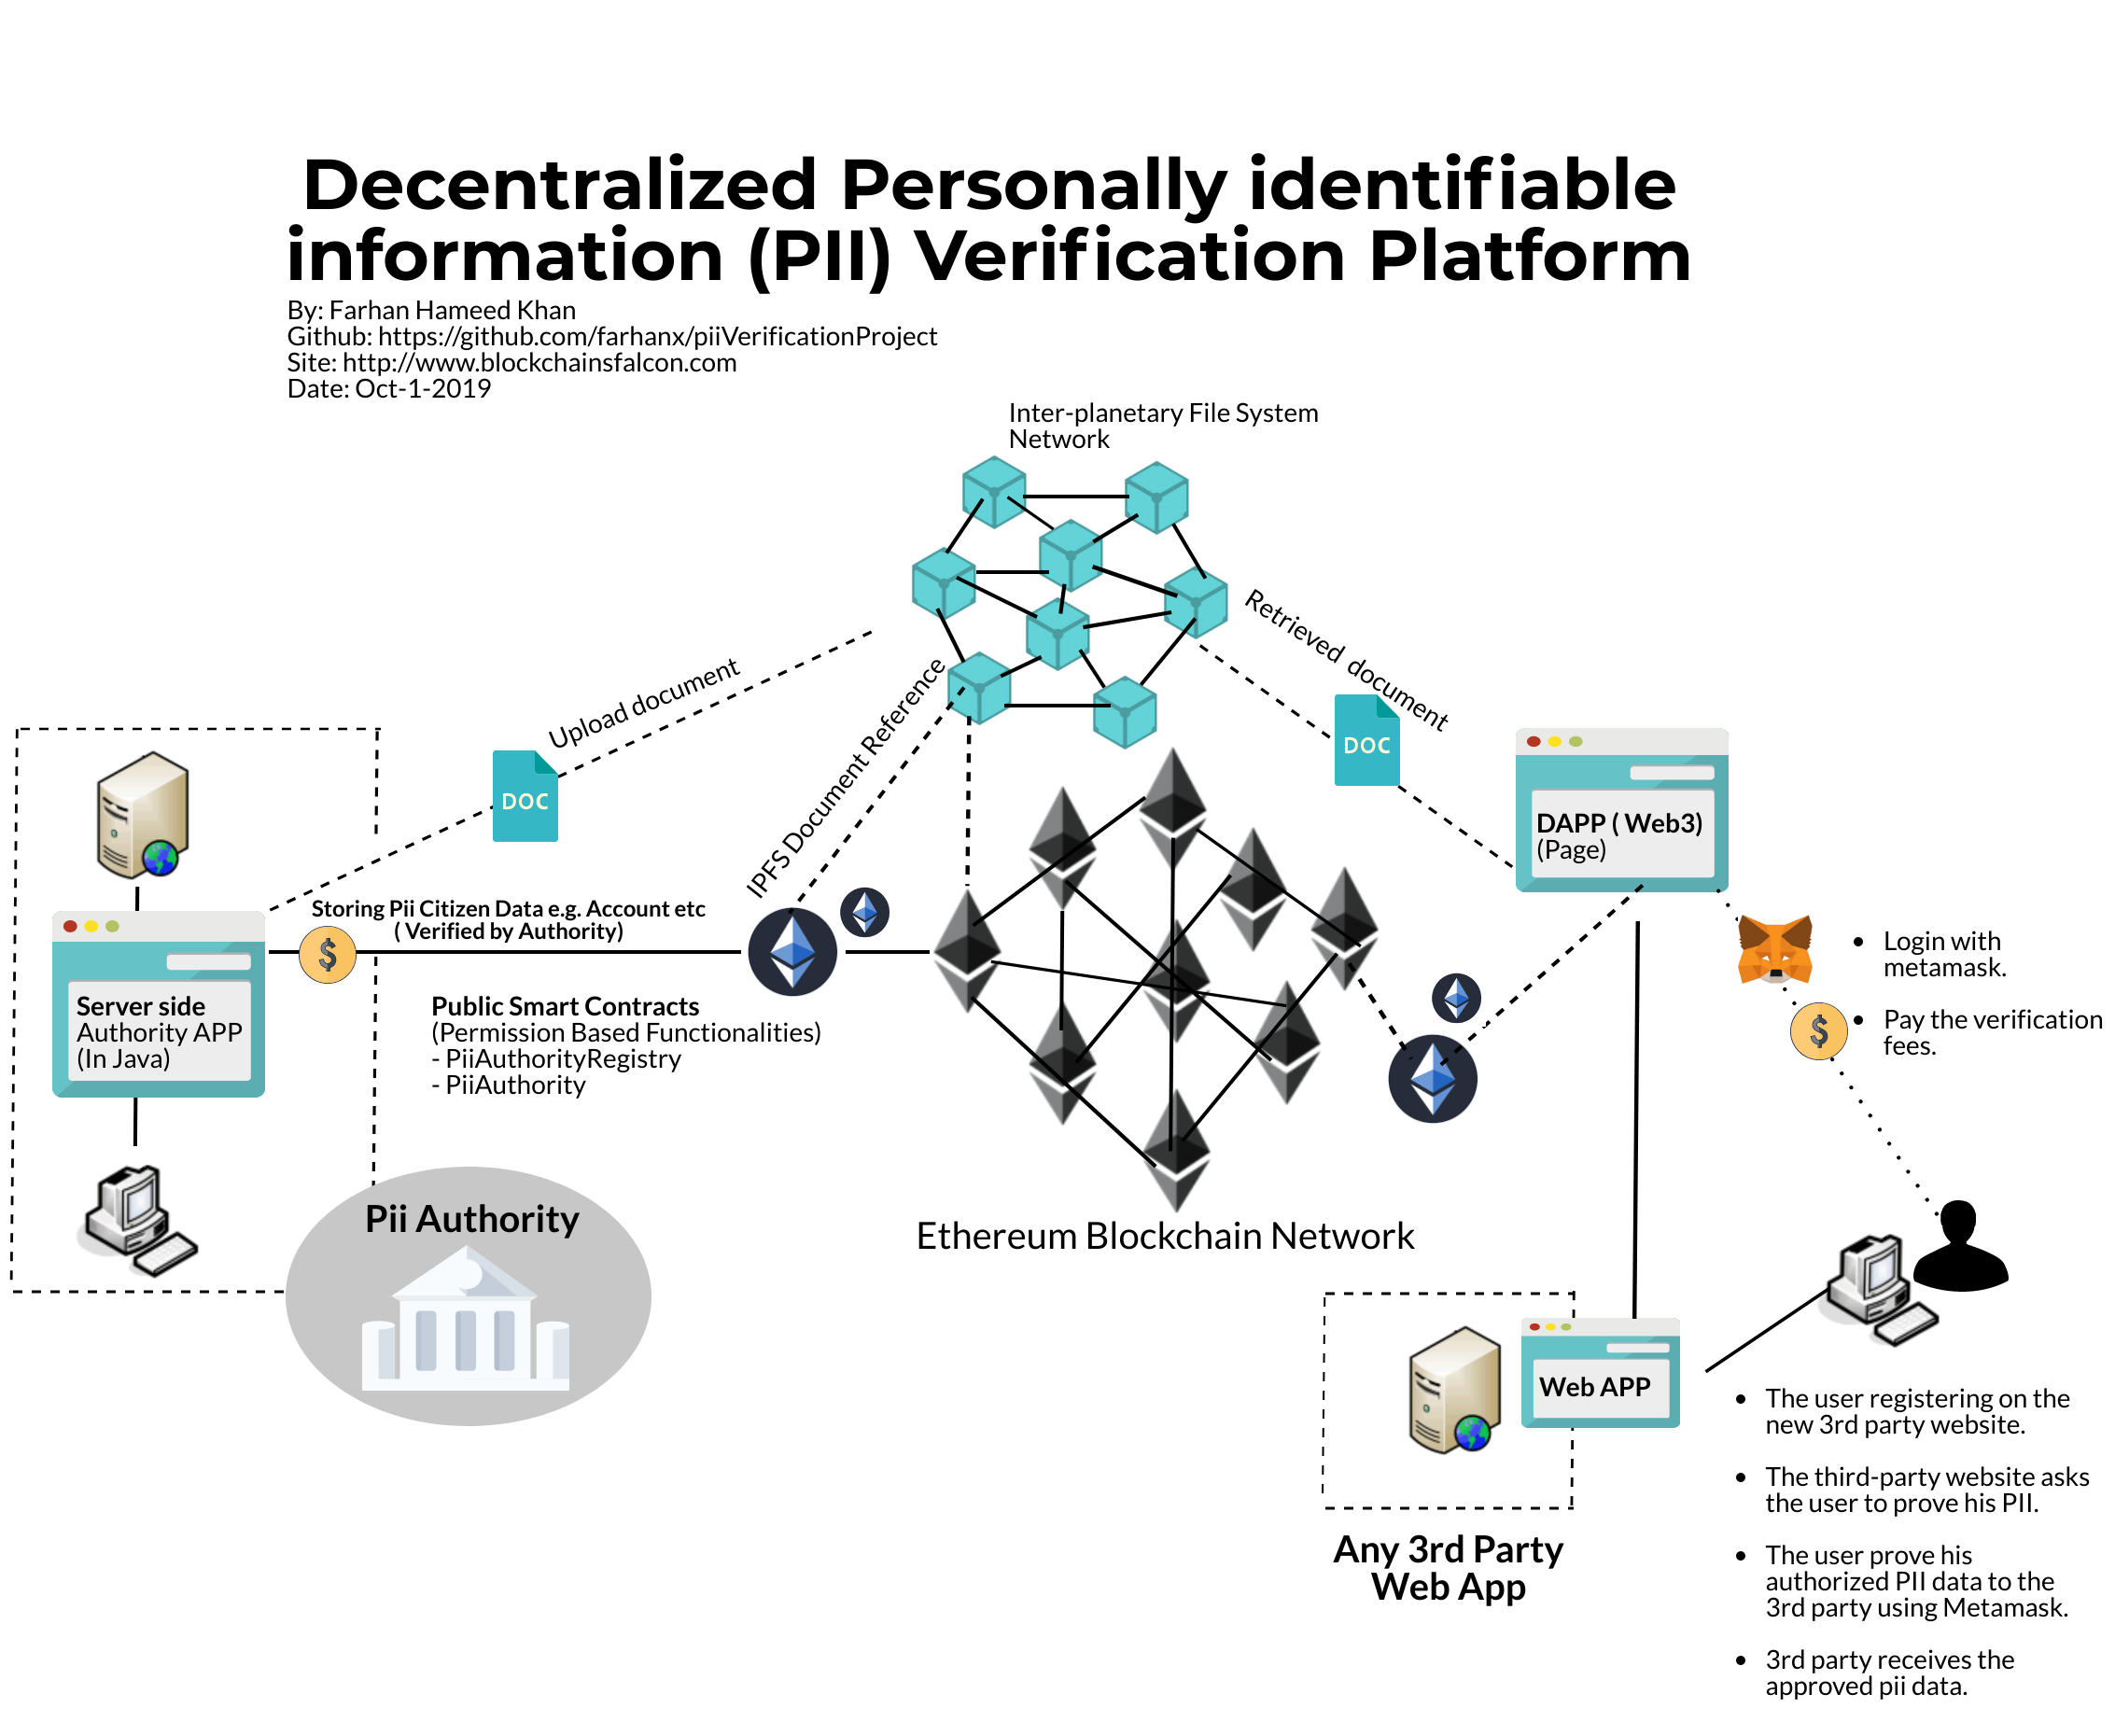 Decentralized Personally identifiable
information (PII) Verification Platform
By: Farhan Hameed Khan
Github: https://github.com/farhanx/piiVerificationProject
Site: http://www.blockchainsfalcon.com
Date: Oct-1-2019
Inter-planetary File System
Network
Upload document
DOC
IPFS Document Reference
Retrieved document
DOC
DAPP ( Web3)
(Page)
Storing Pii Citizen Data e.g. Account etc
( Verified by Authority)
$
Server side
Authority APP
(In Java)
Public Smart Contracts
(Permission Based Functionalities)
- PiiAuthorityRegistry
- PiiAuthority
• Login with
metamask.
$
• Pay the verification
fees.
Pii Authority
Ethereum Blockchain Network
Web APP
Any 3rd Party
Web App
• The user registering on the
new 3rd party website.
• The third-party website asks
the user to prove his PII.
• The user prove his
authorized PII data to the
3rd party using Metamask.
• 3rd party receives the
approved pii data.